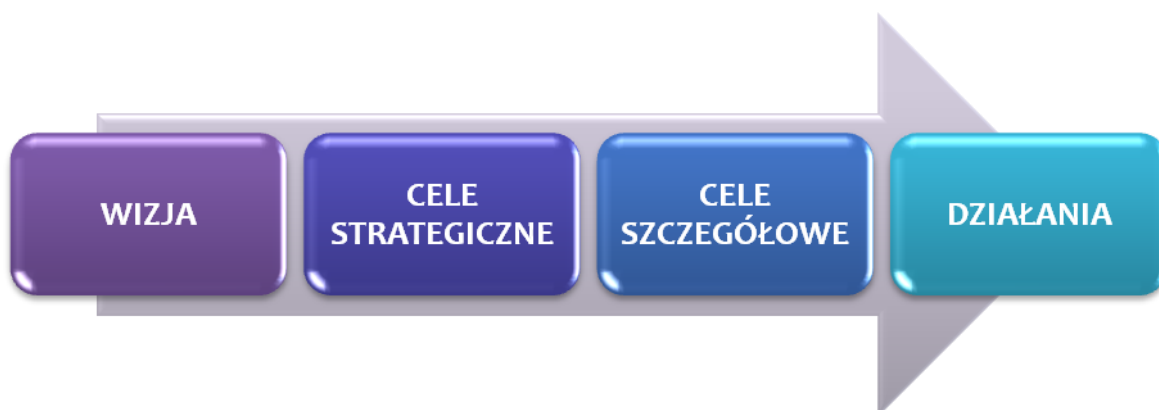 WIZJA
CELE
STRATEGICZNE
CELE
SZCZEGÓŁOWE
DZIAŁANIA